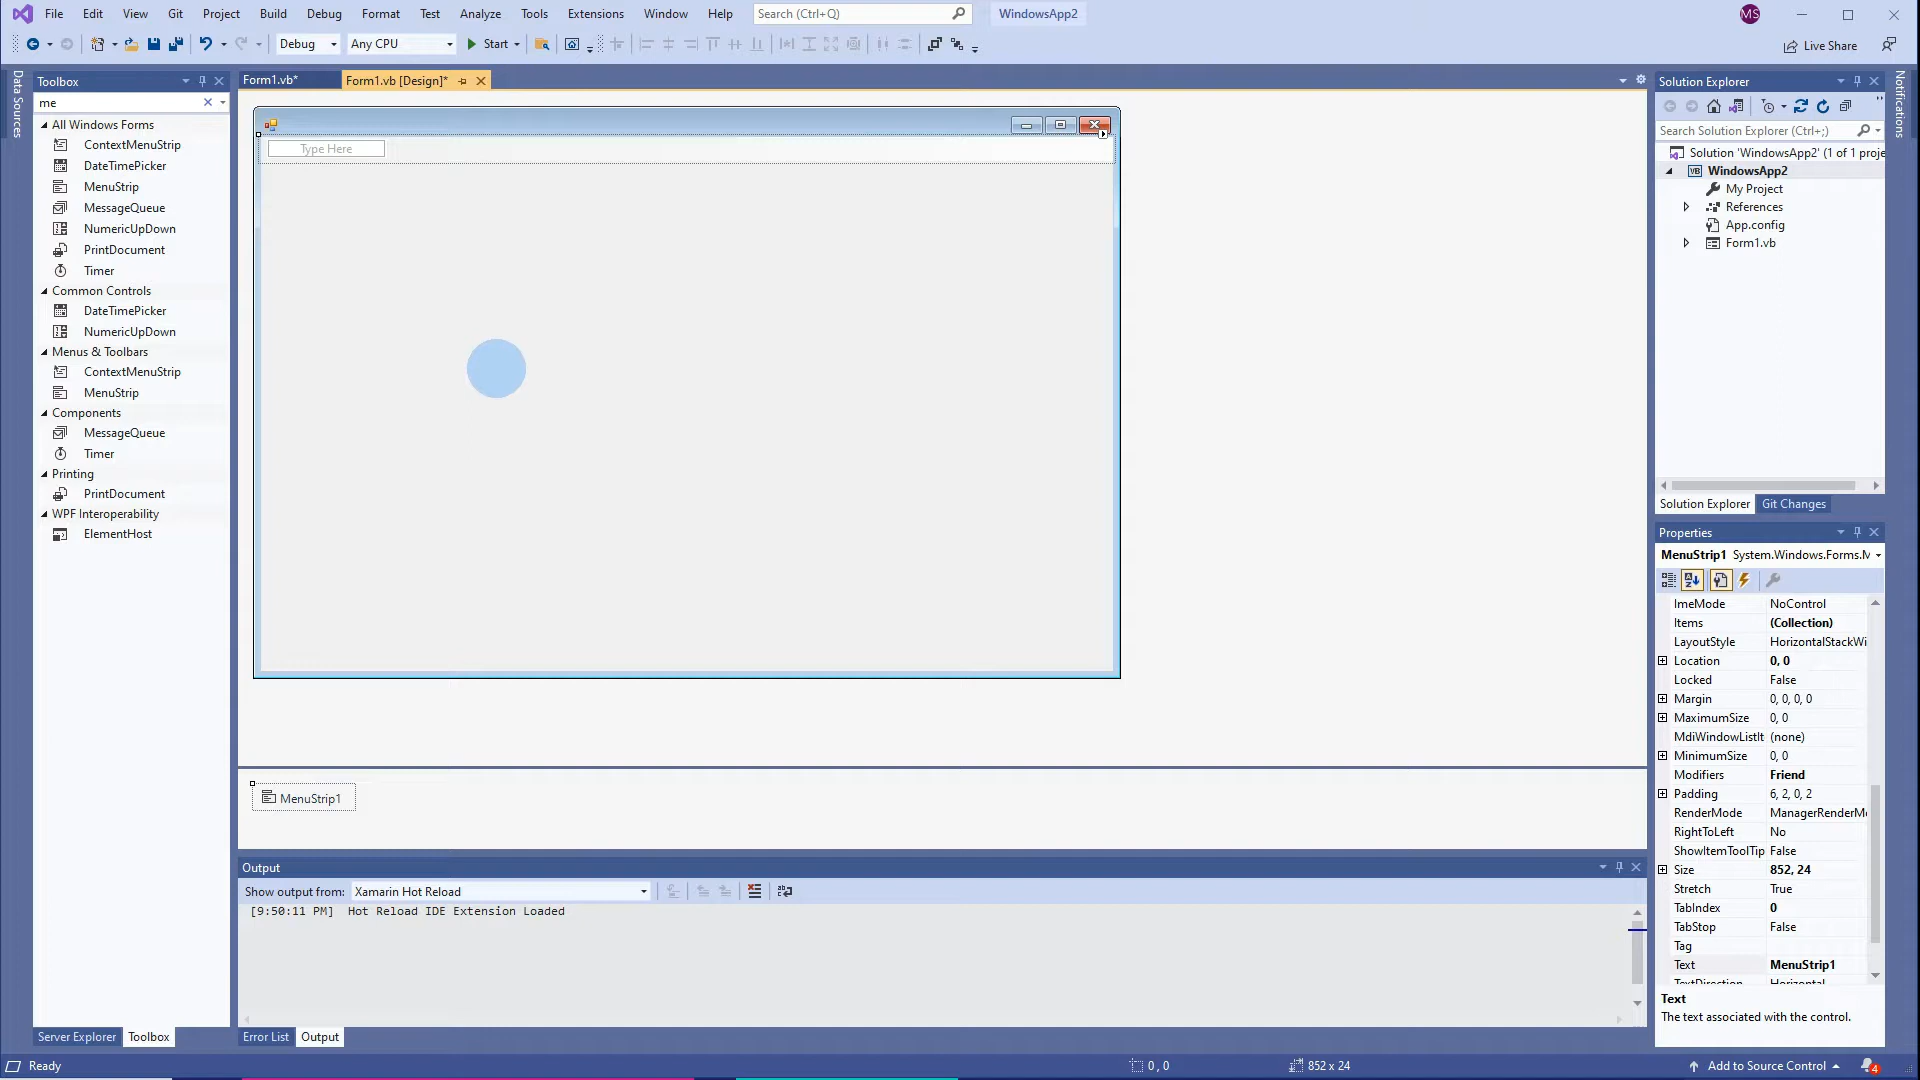 File Edit View Git Project Build Debug Format Test Analyze Tools Extensions Window Help Search (Ctrl+Q) WindowsApp2 MS
Debug Any CPU Start Live Share
Data Sources
Toolbox
me
All Windows Forms
ContextMenuStrip
DateTimePicker
MenuStrip
MessageQueue
NumericUpDown
PrintDocument
Timer
Common Controls
DateTimePicker
NumericUpDown
Menus & Toolbars
ContextMenuStrip
MenuStrip
Components
MessageQueue
Timer
Printing
PrintDocument
WPF Interoperability
ElementHost
Server Explorer Toolbox
Form1.vb* Form1.vb [Design]*
Type Here
MenuStrip1
Output
Show output from: Xamarin Hot Reload
[9:50:11 PM] Hot Reload IDE Extension Loaded
Error List Output
Solution Explorer
Search Solution Explorer (Ctrl+;)
Solution 'WindowsApp2' (1 of 1 proje
VB WindowsApp2
My Project
References
App.config
Form1.vb
Solution Explorer Git Changes
Notifications
Properties
MenuStrip1 System.Windows.Forms.M
ImeMode NoControl
Items (Collection)
LayoutStyle HorizontalStackWi
Location 0, 0
Locked False
Margin 0, 0, 0, 0
MaximumSize 0, 0
MdiWindowListIt (none)
MinimumSize 0, 0
Modifiers Friend
Padding 6, 2, 0, 2
RenderMode ManagerRenderMo
RightToLeft No
ShowItemToolTip False
Size 852, 24
Stretch True
TabIndex 0
TabStop False
Tag
Text MenuStrip1
TextDirection Horizontal
Text
The text associated with the control.
Ready 0 , 0 852 x 24 Add to Source Control 4